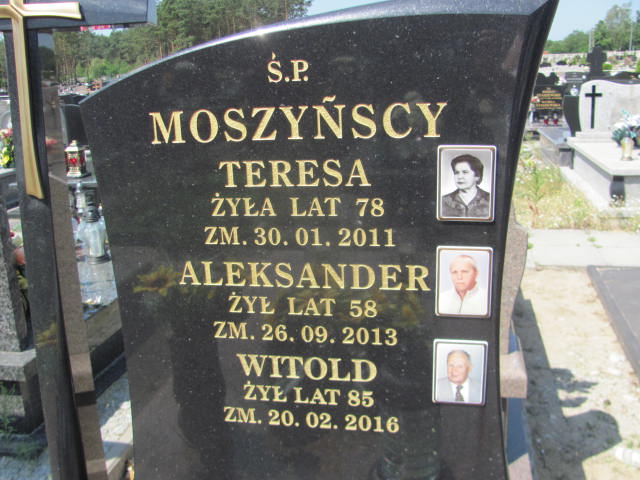 Ś.P.
MOSZYÑSCY
TERESA
ŻYŁA LAT 78
ZM. 30. 01. 2011
ALEKSANDER
ŻYŁ LAT 58
ZM. 26. 09. 2013
WITOLD
ŻYŁ LAT 85
ZM. 20. 02. 2016